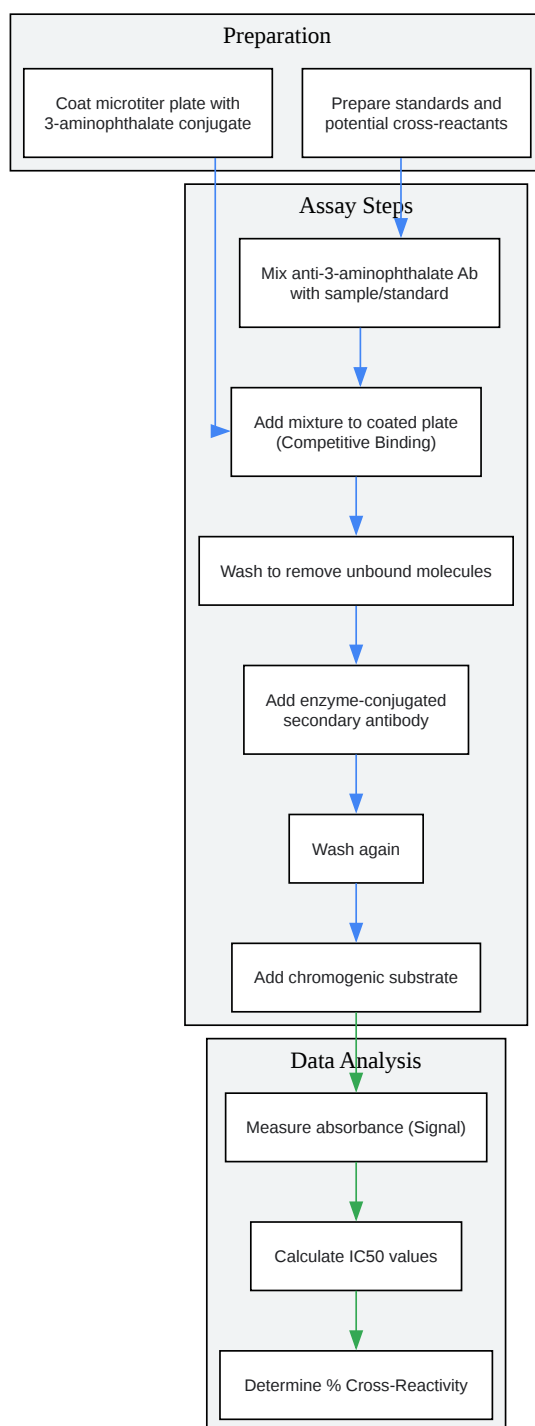 Preparation
Coat microtiter plate with
3-aminophthalate conjugate
Prepare standards and
potential cross-reactants
Assay Steps
Mix anti-3-aminophthalate Ab
with sample/standard
Add mixture to coated plate
(Competitive Binding)
Wash to remove unbound molecules
Add enzyme-conjugated
secondary antibody
Wash again
Add chromogenic substrate
Data Analysis
Measure absorbance (Signal)
Calculate IC50 values
Determine % Cross-Reactivity